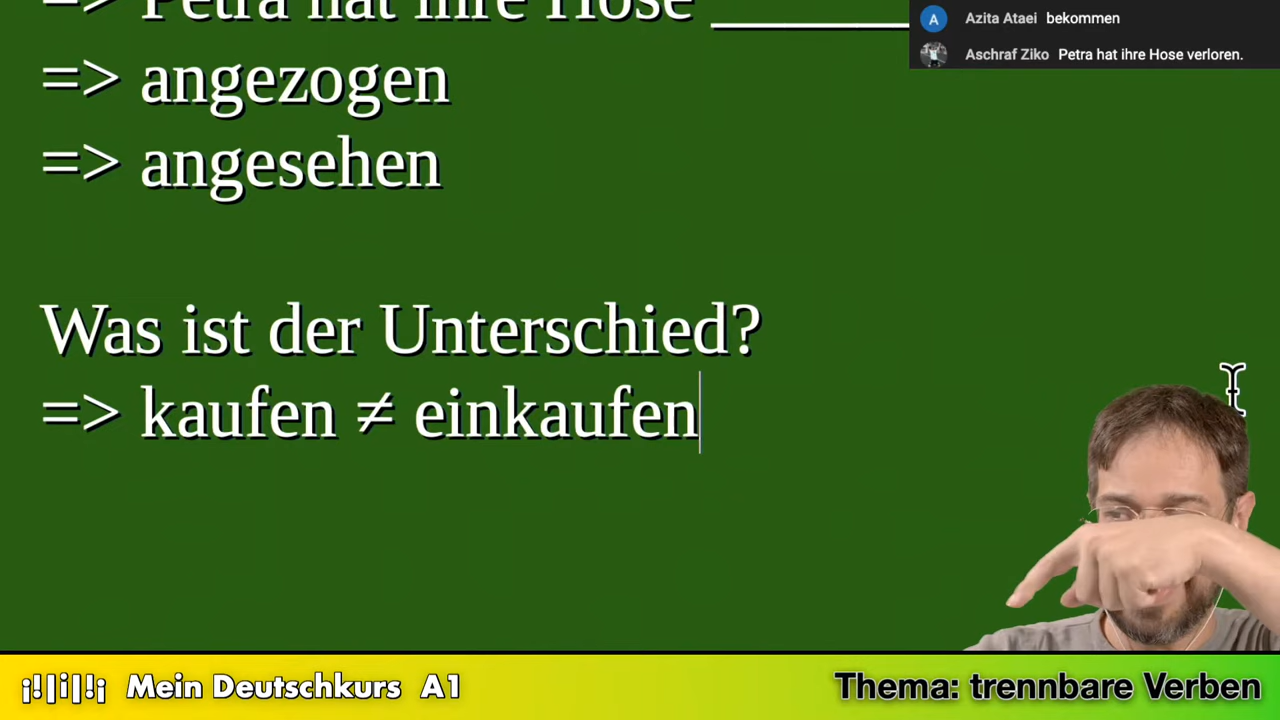 => Petra hat ihre Hose ________
Azita Ataei bekommen
Aschraf Ziko Petra hat ihre Hose verloren.
=> angezogen
=> angesehen
Was ist der Unterschied?
=> kaufen ≠ einkaufen
¡!|¡|!¡ Mein Deutschkurs A1
Thema: trennbare Verben